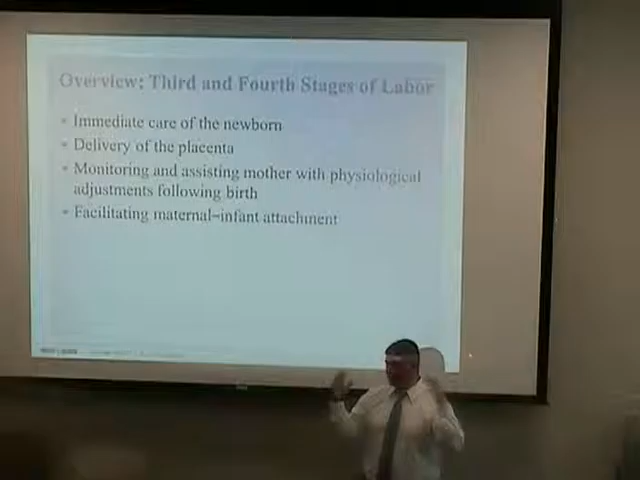 Overview: Third and Fourth Stages of Labor
Immediate care of the newborn
Delivery of the placenta
Monitoring and assisting mother with physiological
adjustments following birth
Facilitating maternal–infant attachment